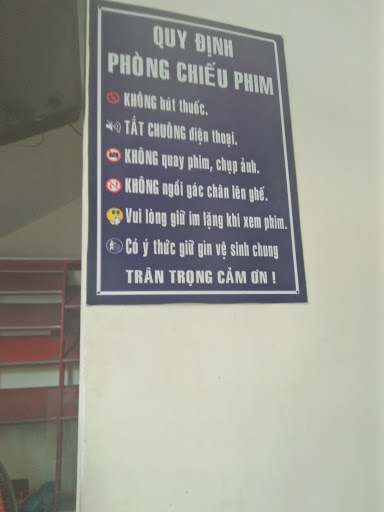 QUY ĐỊNH
PHÒNG CHIẾU PHIM
KHÔNG hút thuốc.
TẮT CHUÔNG điện thoại.
KHÔNG quay phim, chụp ảnh.
KHÔNG ngồi gác chân lên ghế.
Vui lòng giữ im lặng khi xem phim.
Có ý thức giữ gìn vệ sinh chung
TRÂN TRỌNG CẢM ƠN !